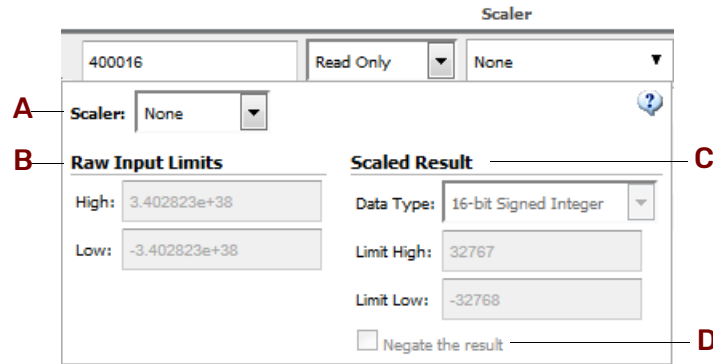 Scaler
400016 Read Only None
A Scaler: None ?
B Raw Input Limits Scaled Result C
High: 3.402823e+38 Data Type: 16-bit Signed Integer
Low: -3.402823e+38 Limit High: 32767
Limit Low: -32768
Negate the result D